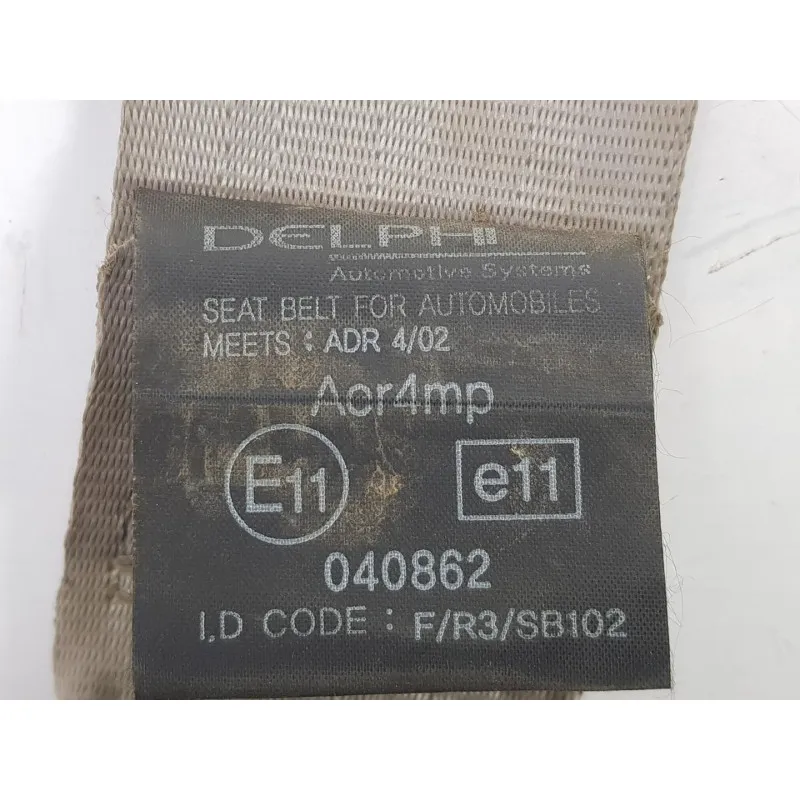 DELPHI
Automotive Systems
SEAT BELT FOR AUTOMOBILES
MEETS : ADR 4/02
Acr4mp
E11 e11
040862
I.D CODE : F/R3/SB102